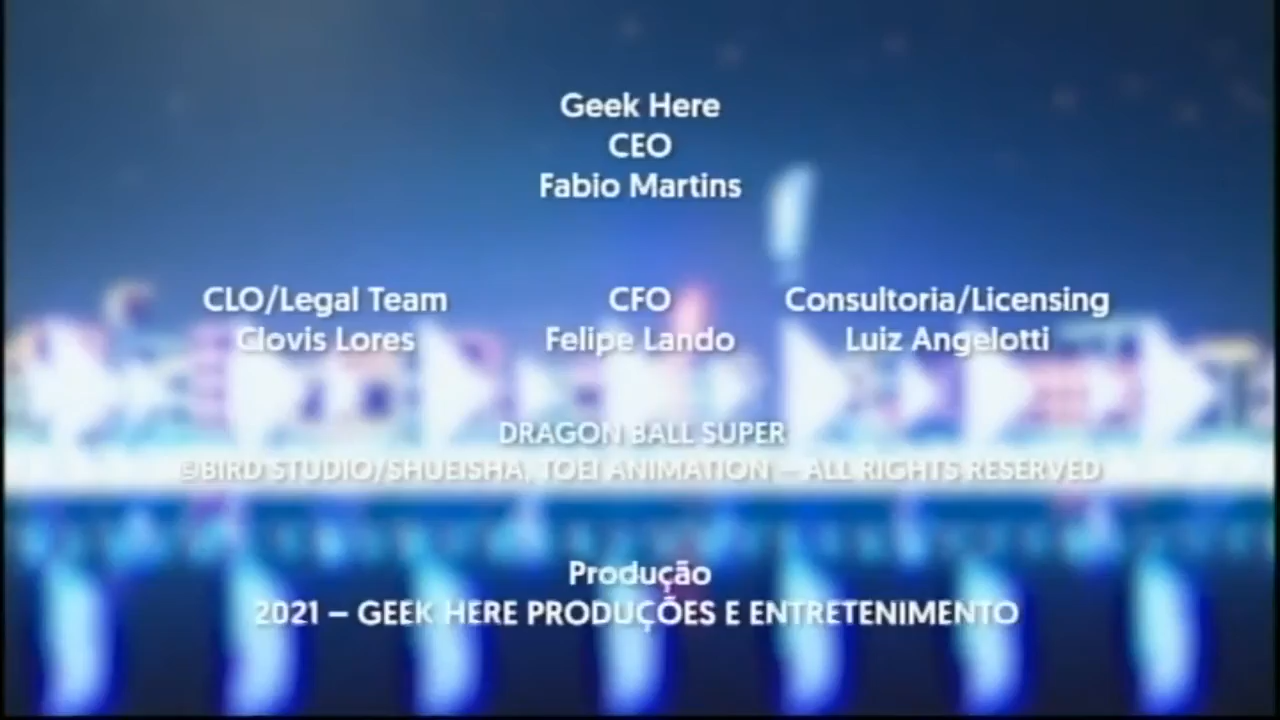 Geek Here
CEO
Fabio Martins
CLO/Legal Team
Clovis Lores
CFO
Felipe Lando
Consultoria/Licensing
Luiz Angelotti
DRAGON BALL SUPER
©BIRD STUDIO/SHUEISHA, TOEI ANIMATION – ALL RIGHTS RESERVED
Produção
2021 – GEEK HERE PRODUÇÕES E ENTRETENIMENTO